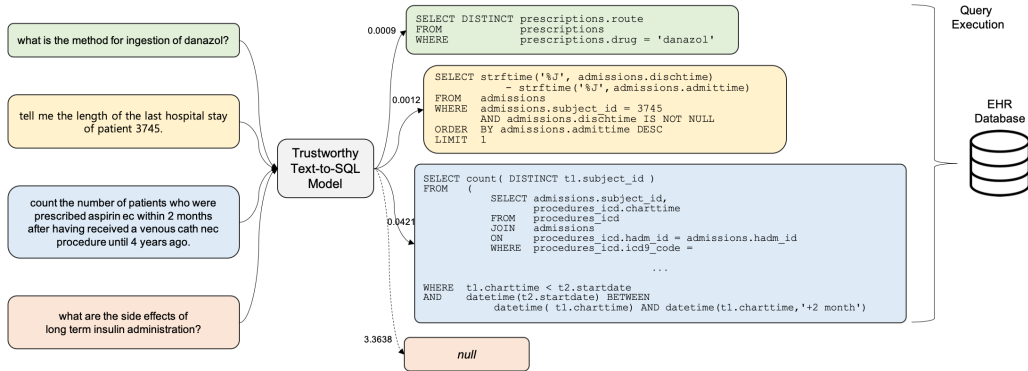 what is the method for ingestion of danazol?
tell me the length of the last hospital stay
of patient 3745.
count the number of patients who were
prescribed aspirin ec within 2 months
after having received a venous cath nec
procedure until 4 years ago.
what are the side effects of
long term insulin administration?
Trustworthy
Text-to-SQL
Model
0.0009
SELECT DISTINCT prescriptions.route
FROM prescriptions
WHERE prescriptions.drug = 'danazol'
0.0012
SELECT strftime('%J', admissions.dischtime)
- strftime('%J', admissions.admittime)
FROM admissions
WHERE admissions.subject_id = 3745
AND admissions.dischtime IS NOT NULL
ORDER BY admissions.admittime DESC
LIMIT 1
0.0421
SELECT count( DISTINCT t1.subject_id )
FROM (
SELECT admissions.subject_id,
procedures_icd.charttime
FROM procedures_icd
JOIN admissions
ON procedures_icd.hadm_id = admissions.hadm_id
WHERE procedures_icd.icd9_code =
...
WHERE t1.charttime < t2.startdate
AND datetime(t2.startdate) BETWEEN
datetime( t1.charttime) AND datetime(t1.charttime,'+2 month')
3.3638
null
Query
Execution
EHR
Database